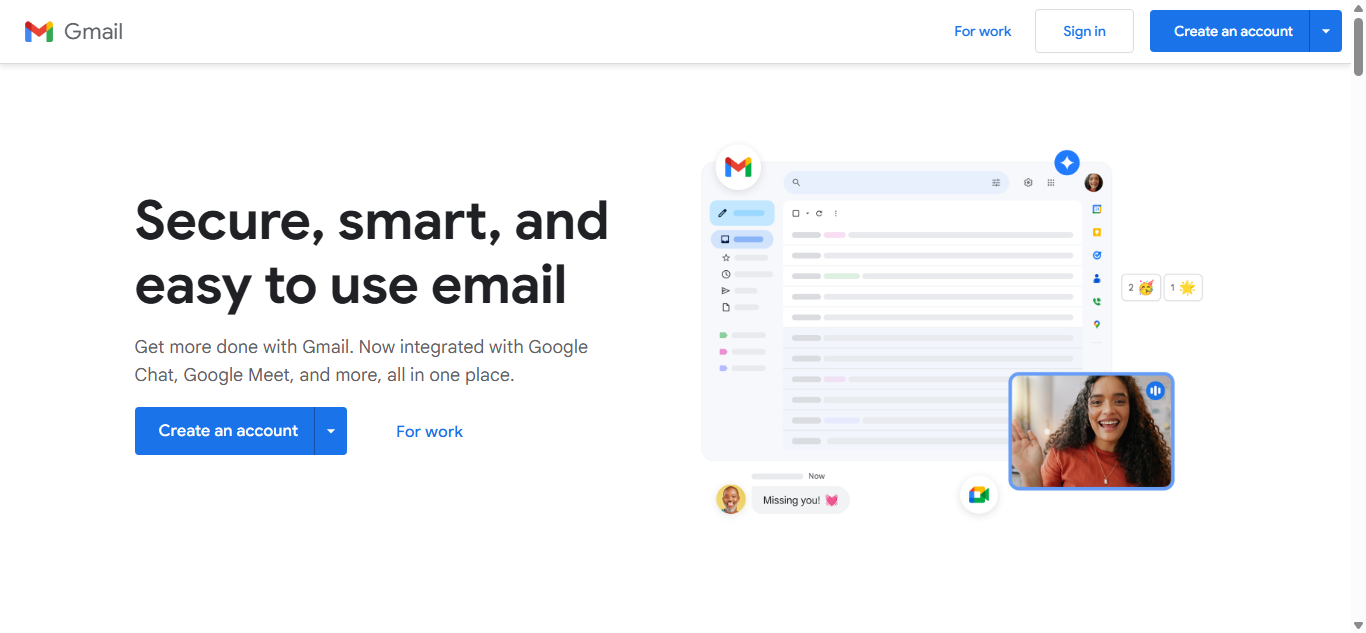 Gmail
For work
Sign in
Create an account
Secure, smart, and
easy to use email
Get more done with Gmail. Now integrated with Google
Chat, Google Meet, and more, all in one place.
Create an account
For work
2
1
Now
Missing you!